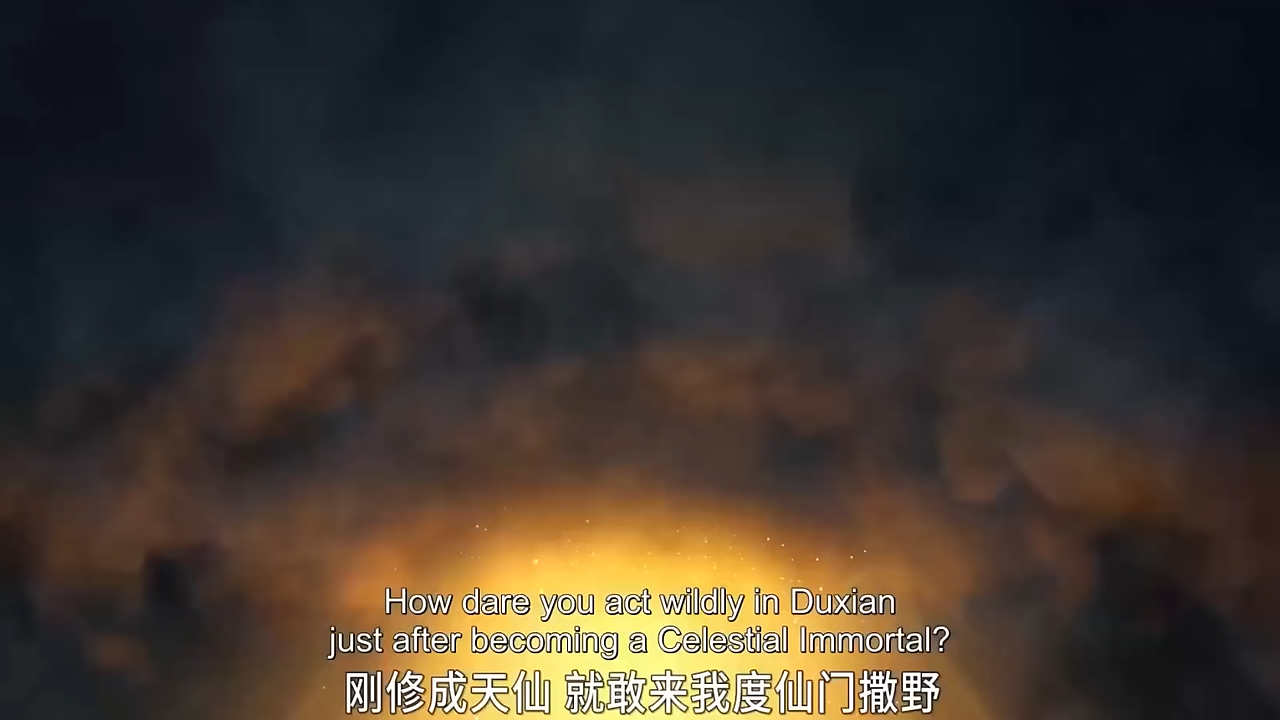 How dare you act wildly in Duxian
just after becoming a Celestial Immortal?
刚修成天仙 就敢来我度仙门撒野